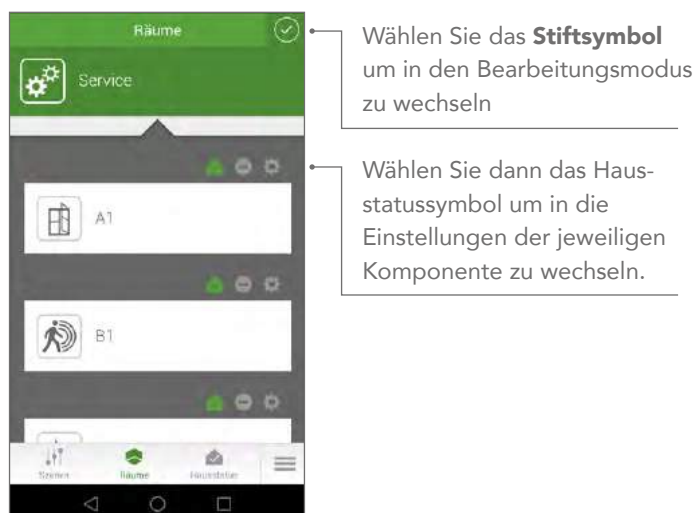 Räume
Service
A1
B1
Szenen
Räume
Hausstatus
Wählen Sie das Stiftsymbol
um in den Bearbeitungsmodus
zu wechseln
Wählen Sie dann das Haus-
statussymbol um in die
Einstellungen der jeweiligen
Komponente zu wechseln.